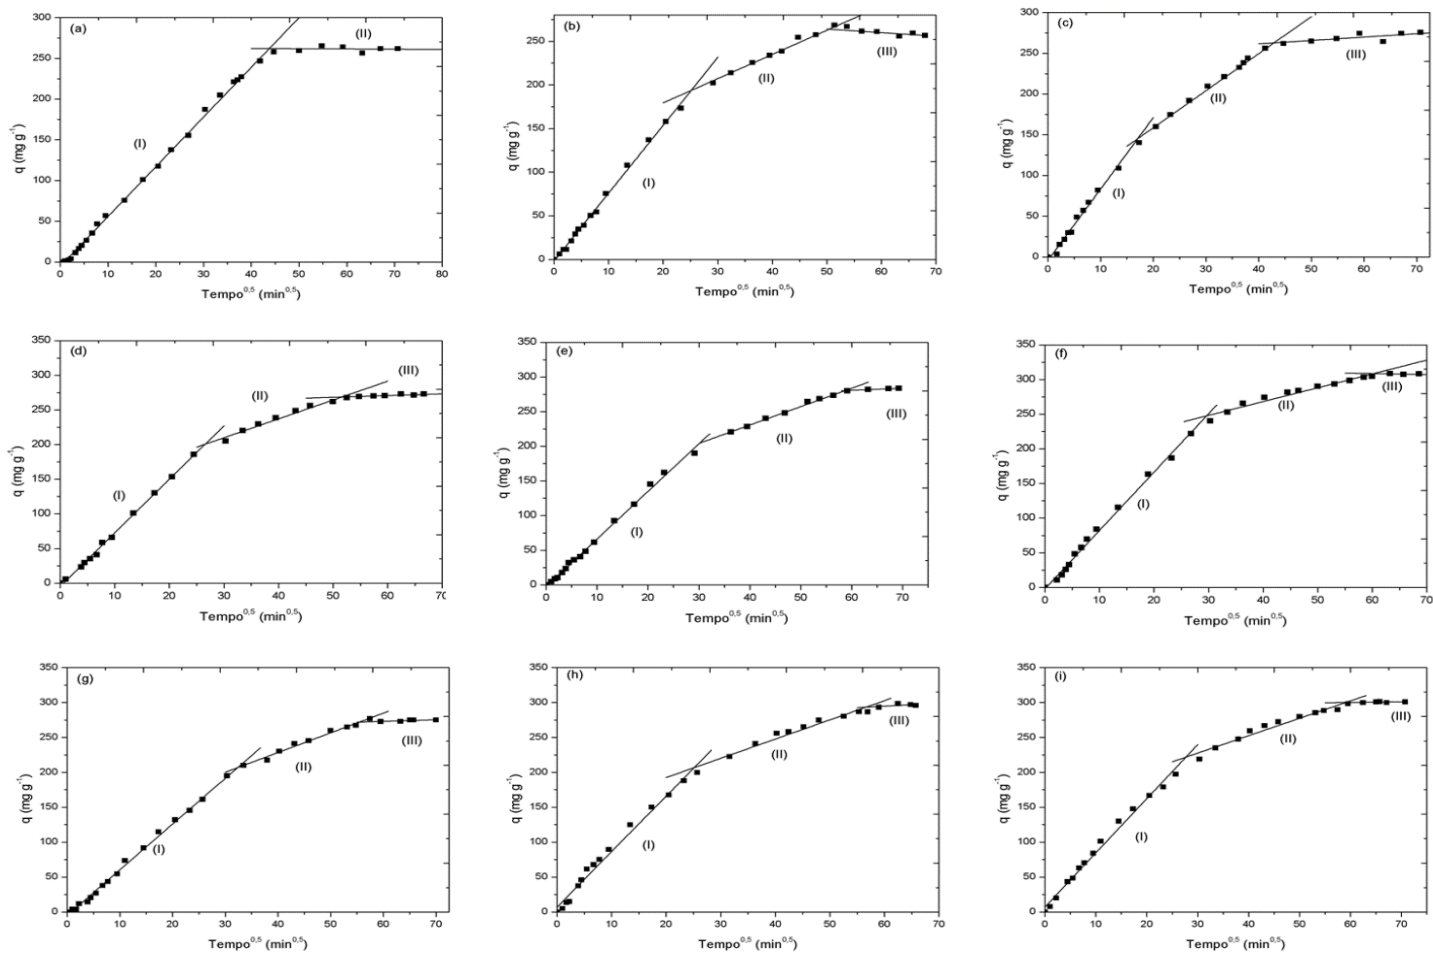 (a)
(II)
(I)
300
250
200
150
100
50
0
q (mg g⁻¹)
0 10 20 30 40 50 60 70 80
Tempo⁰,⁵ (min⁰,⁵)
(b)
(III)
(II)
(I)
250
200
150
100
50
0
q (mg g⁻¹)
0 10 20 30 40 50 60 70
Tempo⁰,⁵ (min⁰,⁵)
(c)
(III)
(II)
(I)
300
250
200
150
100
50
0
q (mg g⁻¹)
0 10 20 30 40 50 60 70
Tempo⁰,⁵ (min⁰,⁵)
(d)
(III)
(II)
(I)
350
300
250
200
150
100
50
0
q (mg g⁻¹)
0 10 20 30 40 50 60 70
Tempo⁰,⁵ (min⁰,⁵)
(e)
(III)
(II)
(I)
350
300
250
200
150
100
50
0
q (mg g⁻¹)
0 10 20 30 40 50 60 70
Tempo⁰,⁵ (min⁰,⁵)
(f)
(III)
(II)
(I)
350
300
250
200
150
100
50
0
q (mg g⁻¹)
0 10 20 30 40 50 60 70
Tempo⁰,⁵ (min⁰,⁵)
(g)
(III)
(II)
(I)
350
300
250
200
150
100
50
0
q (mg g⁻¹)
0 10 20 30 40 50 60 70
Tempo⁰,⁵ (min⁰,⁵)
(h)
(III)
(II)
(I)
350
300
250
200
150
100
50
0
q (mg g⁻¹)
0 10 20 30 40 50 60 70
Tempo⁰,⁵ (min⁰,⁵)
(i)
(III)
(II)
(I)
350
300
250
200
150
100
50
0
q (mg g⁻¹)
0 10 20 30 40 50 60 70
Tempo⁰,⁵ (min⁰,⁵)